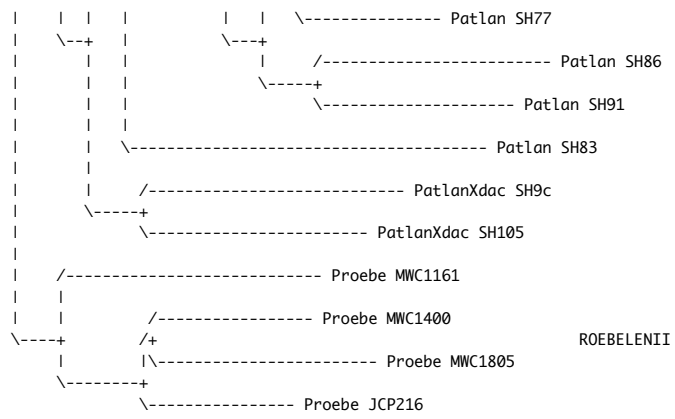 Patlan SH77
Patlan SH86
Patlan SH91
Patlan SH83
PatlanXdac SH9c
PatlanXdac SH105
Proebe MWC1161
Proebe MWC1400
ROEBELENII
Proebe MWC1805
Proebe JCP216